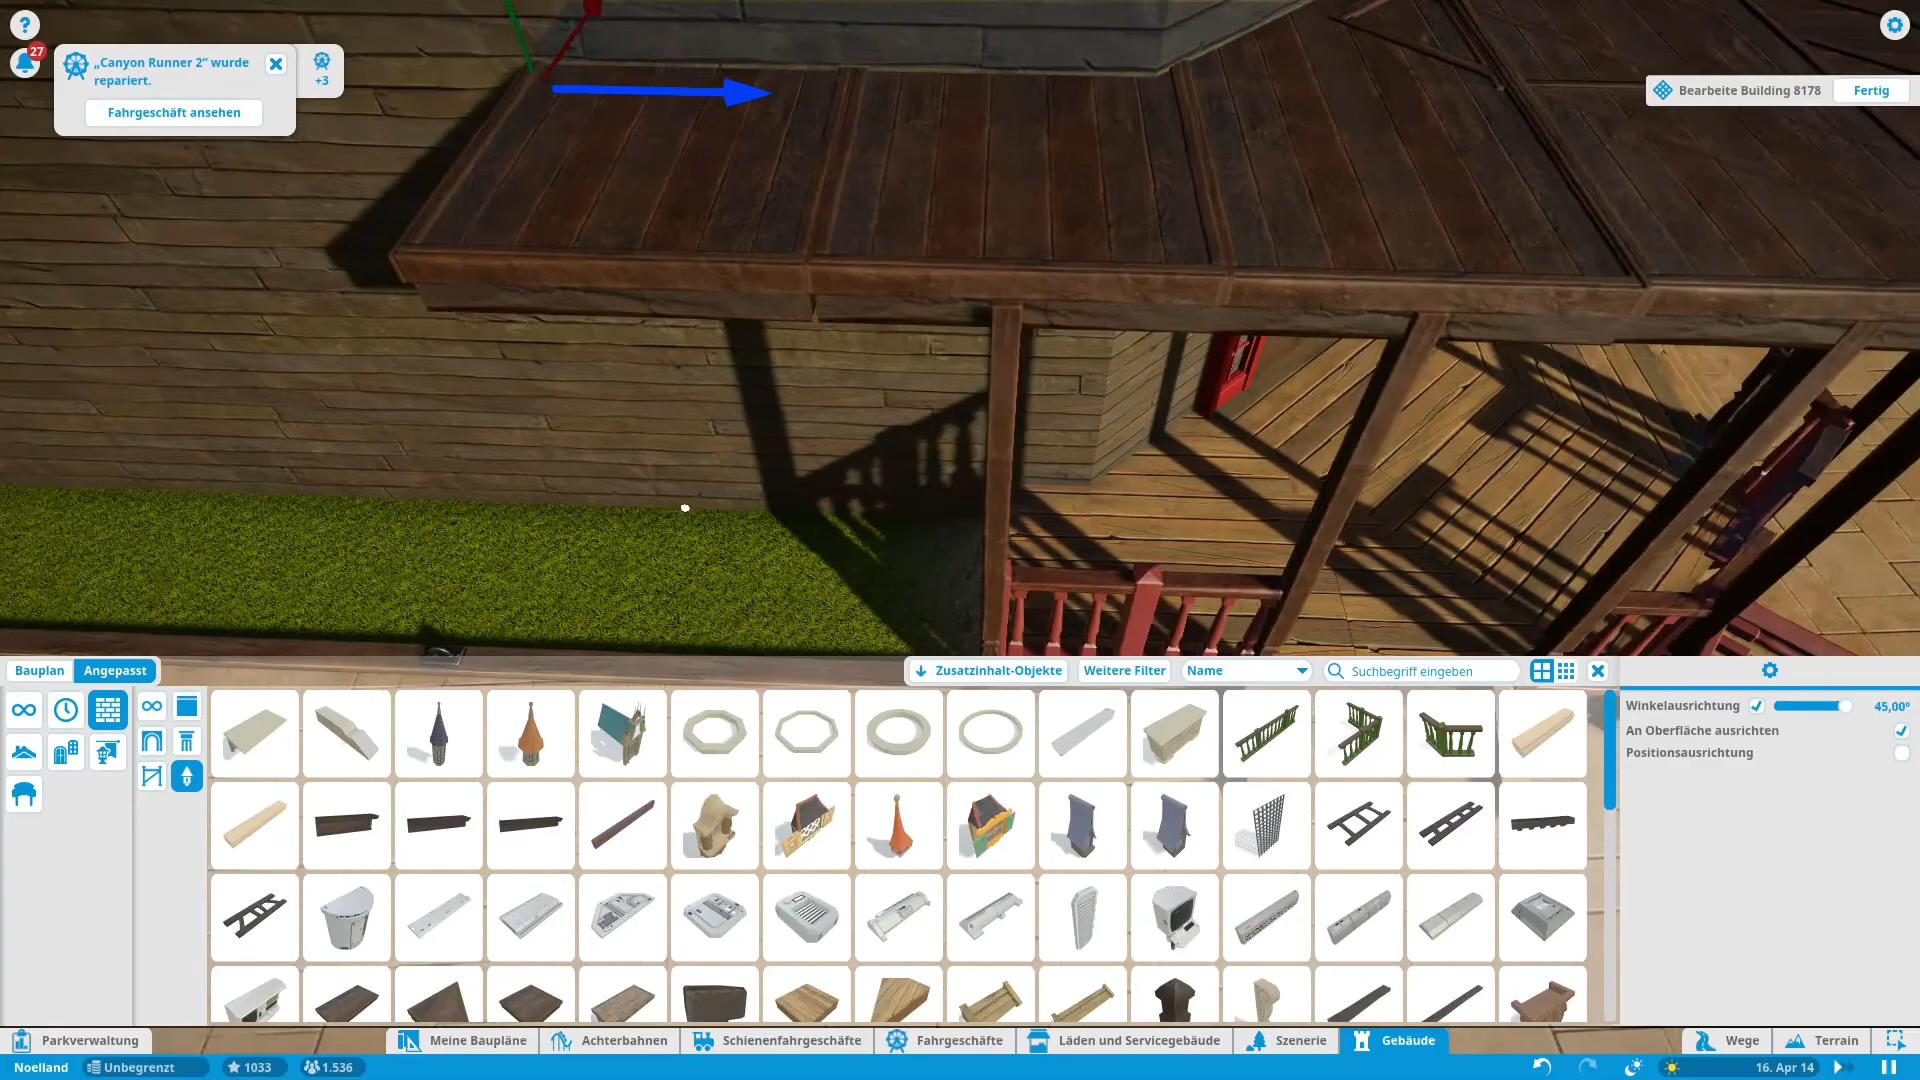 ?
27
„Canyon Runner 2“ wurde
repariert.
Fahrgeschäft ansehen
+3
Bearbeite Building 8178
Fertig
Bauplan
Angepasst
Zusatzinhalt-Objekte
Weitere Filter
Name
Suchbegriff eingeben
Winkelausrichtung
45,00°
An Oberfläche ausrichten
Positionsausrichtung
Parkverwaltung
Meine Baupläne
Achterbahnen
Schienenfahrgeschäfte
Fahrgeschäfte
Läden und Servicegebäude
Szenerie
Gebäude
Wege
Terrain
Noelland
Unbegrenzt
1033
1.536
16. Apr 14